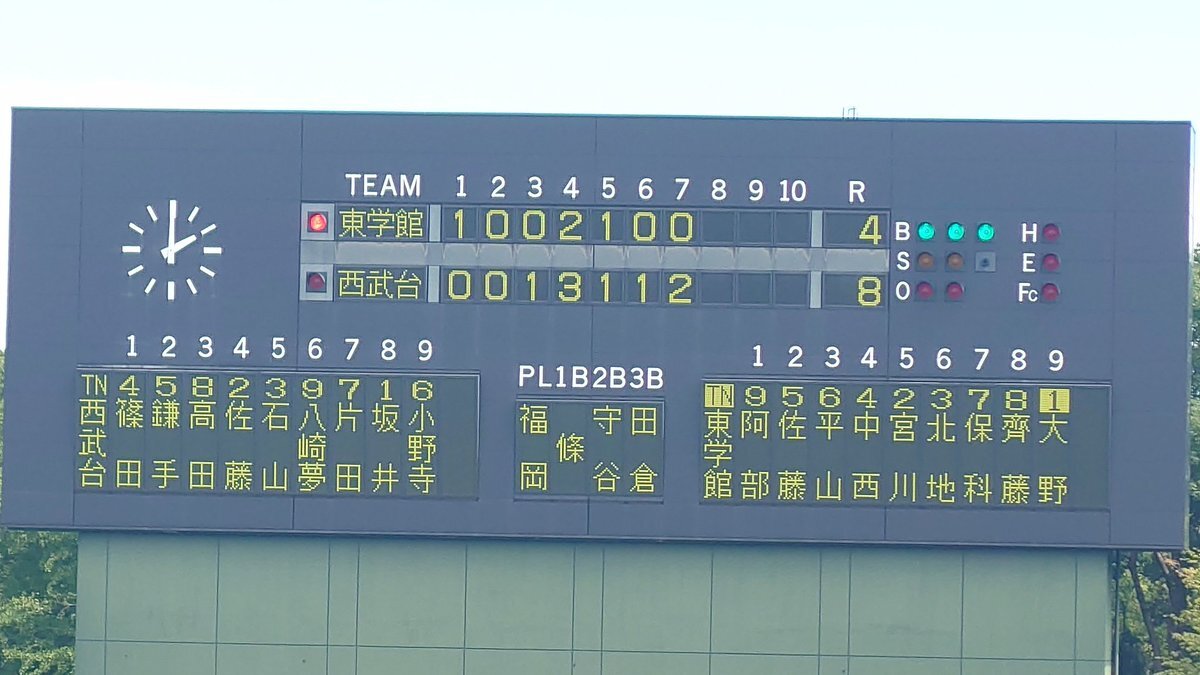 TEAM 1 2 3 4 5 6 7 8 9 10 R
東学館 1 0 0 2 1 0 0 4
西武台 0 0 1 3 1 1 2 8
B H
S E
O Fc
1 2 3 4 5 6 7 8 9
TN 4 5 8 2 3 9 7 1 6
西武台 篠田 鎌手 高田 佐藤 石山 八崎夢 片田 坂井 小野寺
PL 1B 2B 3B
福岡 條 守谷 田倉
1 2 3 4 5 6 7 8 9
TN 9 5 6 4 2 3 7 8 1
東学館 阿部 佐藤 平山 中西 宮川 北地 保科 齊藤 大野